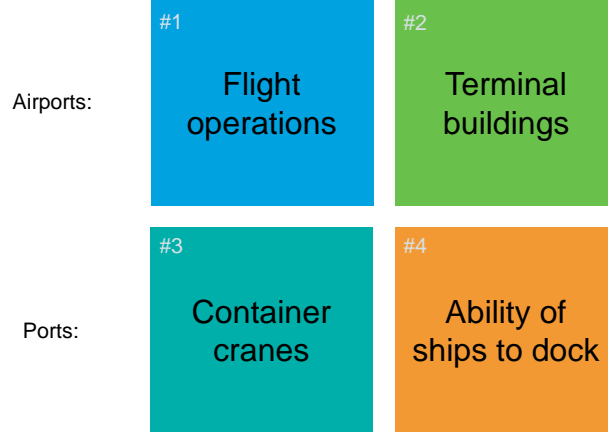 #1
#2
Airports:
Flight
operations
Terminal
buildings
#3
#4
Ports:
Container
cranes
Ability of
ships to dock